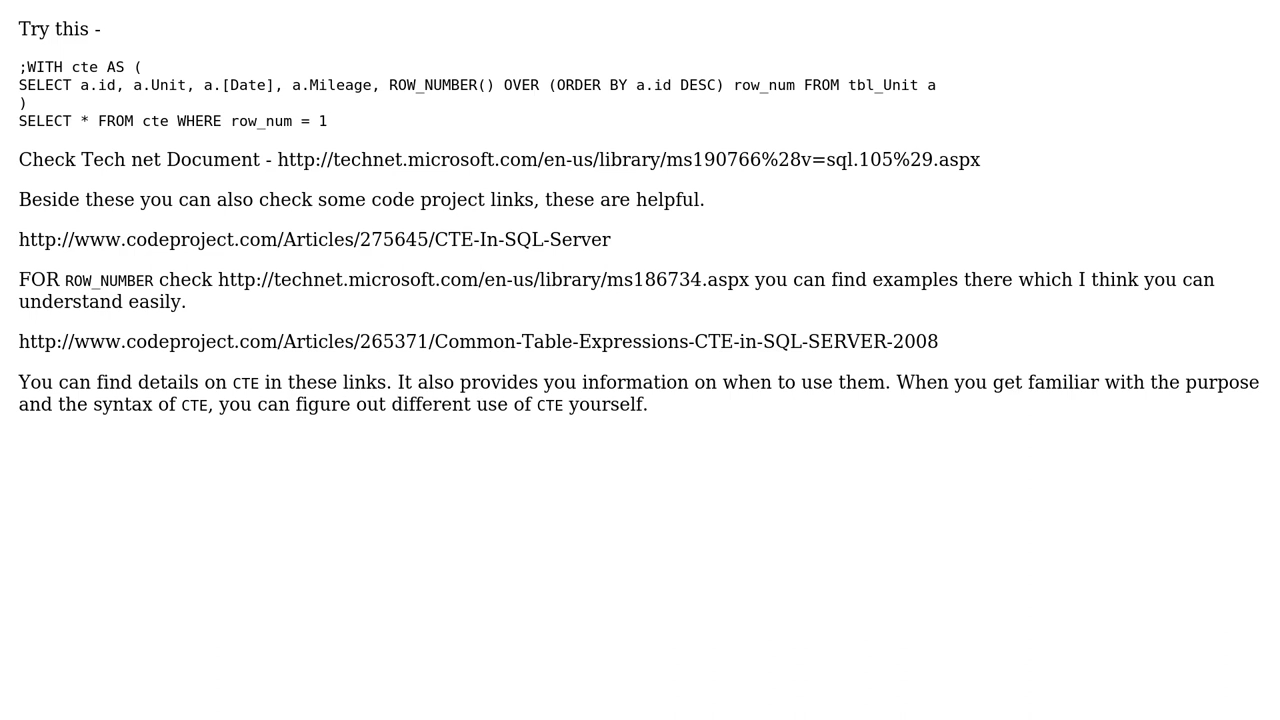 Try this -
;WITH cte AS (
SELECT a.id, a.Unit, a.[Date], a.Mileage, ROW_NUMBER() OVER (ORDER BY a.id DESC) row_num FROM tbl_Unit a
)
SELECT * FROM cte WHERE row_num = 1
Check Tech net Document - http://technet.microsoft.com/en-us/library/ms190766%28v=sql.105%29.aspx
Beside these you can also check some code project links, these are helpful.
http://www.codeproject.com/Articles/275645/CTE-In-SQL-Server
FOR ROW_NUMBER check http://technet.microsoft.com/en-us/library/ms186734.aspx you can find examples there which I think you can
understand easily.
http://www.codeproject.com/Articles/265371/Common-Table-Expressions-CTE-in-SQL-SERVER-2008
You can find details on CTE in these links. It also provides you information on when to use them. When you get familiar with the purpose
and the syntax of CTE, you can figure out different use of CTE yourself.